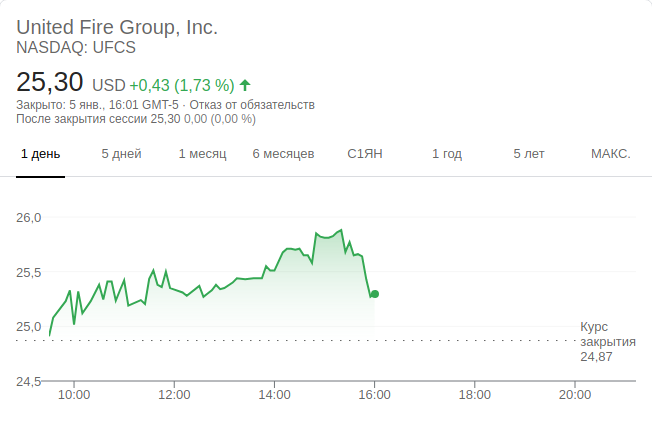 United Fire Group, Inc.
NASDAQ: UFCS
25,30 USD +0,43 (1,73 %)
Закрыто: 5 янв., 16:01 GMT-5 · Отказ от обязательств
После закрытия сессии 25,30 0,00 (0,00 %)
1 день 5 дней 1 месяц 6 месяцев С1ЯН 1 год 5 лет МАКС.
26,0
25,5
25,0
Курс
закрытия
24,87
24,5
10:00 12:00 14:00 16:00 18:00 20:00